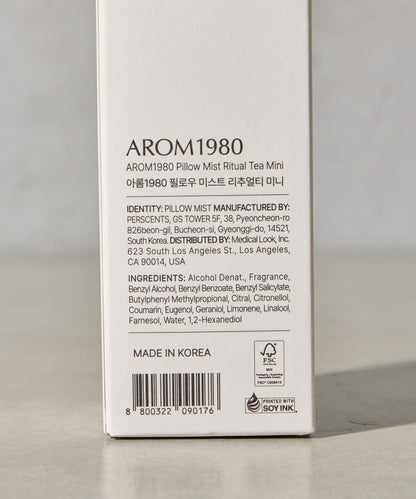 AROM1980
AROM1980 Pillow Mist Ritual Tea Mini
아롬1980 필로우 미스트 리추얼티 미니
IDENTITY: PILLOW MIST MANUFACTURED BY:
PERSCENTS, GS TOWER 5F, 38, Pyeoncheon-ro
826beon-gil, Bucheon-si, Gyeonggi-do, 14521,
South Korea. DISTRIBUTED BY: Medical Look, Inc.
623 South Los Angeles St., Los Angeles,
CA 90014, USA
INGREDIENTS: Alcohol Denat., Fragrance,
Benzyl Alcohol, Benzyl Benzoate, Benzyl Salicylate,
Butylphenyl Methylpropional, Citral, Citronellol,
Coumarin, Eugenol, Geraniol, Limonene, Linalool,
Farnesol, Water, 1,2-Hexanediol
MADE IN KOREA
FSC
MIX
8 800322 090176
PRINTED WITH
SOY INK